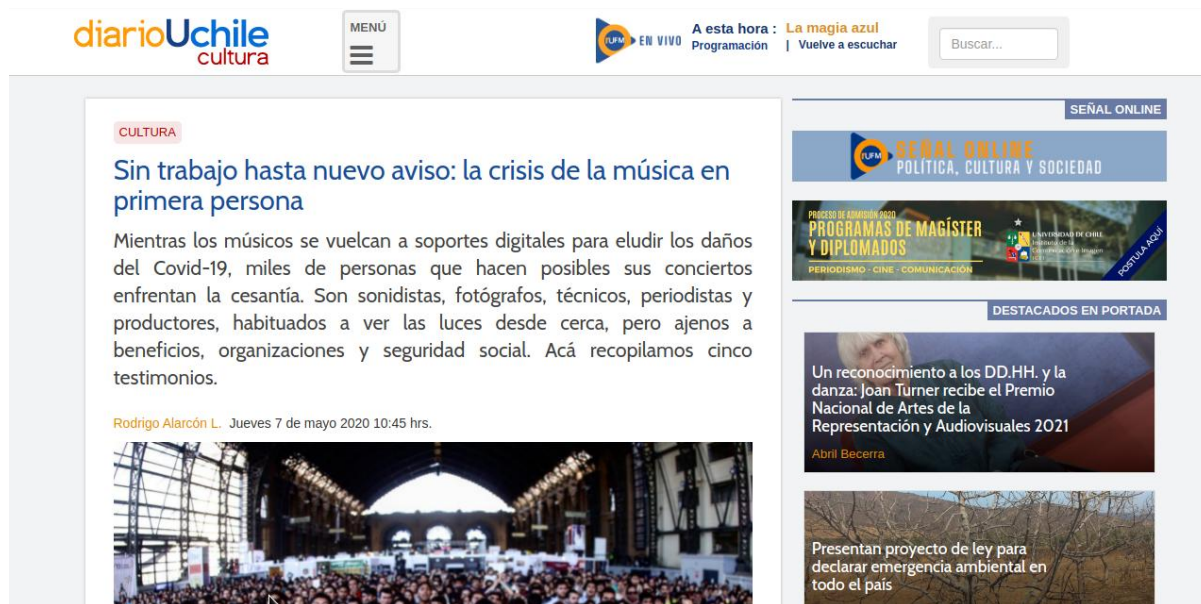 diarioUchile
cultura
MENÚ
EN VIVO
A esta hora : La magia azul
Programación | Vuelve a escuchar
Buscar...
CULTURA
Sin trabajo hasta nuevo aviso: la crisis de la música en
primera persona
Mientras los músicos se vuelcan a soportes digitales para eludir los daños
del Covid-19, miles de personas que hacen posibles sus conciertos
enfrentan la cesantía. Son sonidistas, fotógrafos, técnicos, periodistas y
productores, habituados a ver las luces desde cerca, pero ajenos a
beneficios, organizaciones y seguridad social. Acá recopilamos cinco
testimonios.
Rodrigo Alarcón L. Jueves 7 de mayo 2020 10:45 hrs.
SEÑAL ONLINE
SEÑAL ONLINE
POLÍTICA, CULTURA Y SOCIEDAD
PROCESO DE ADMISIÓN 2020
PROGRAMAS DE MAGÍSTER
Y DIPLOMADOS
PERIODISMO - CINE - COMUNICACIÓN
UNIVERSIDAD DE CHILE
Instituto de la
Comunicación e Imagen
POSTULA AQUÍ
DESTACADOS EN PORTADA
Un reconocimiento a los DD.HH. y la
danza: Joan Turner recibe el Premio
Nacional de Artes de la
Representación y Audiovisuales 2021
Abril Becerra
Presentan proyecto de ley para
declarar emergencia ambiental en
todo el país